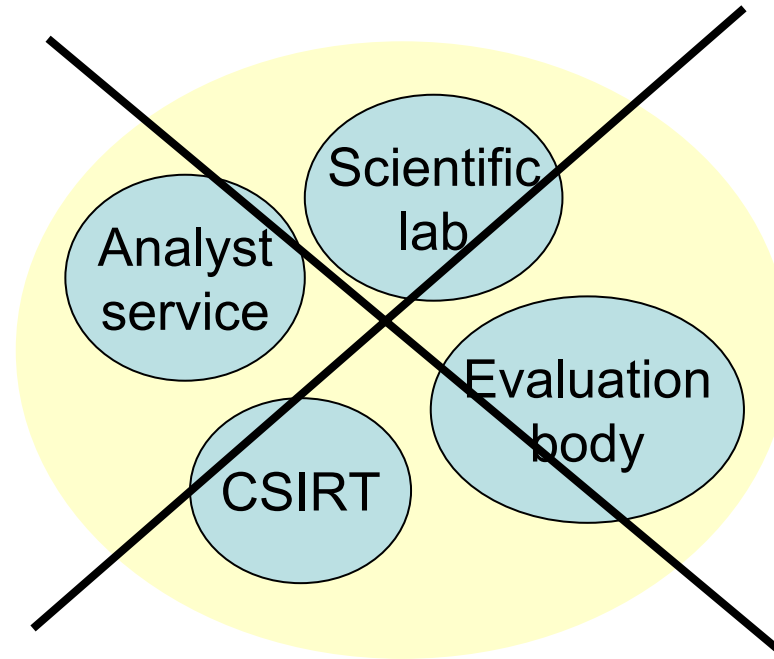 Scientific
lab
Analyst
service
Evaluation
body
CSIRT